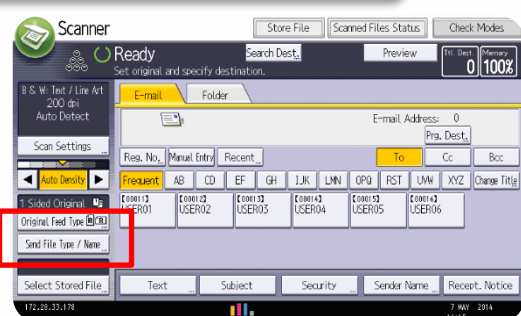 Scanner
Store File
Scanned Files Status
Check Modes
Ready
Search Dest.
Preview
Ttl. Dest. 0
Memory 100%
Set original and specify destination.
B & W: Text / Line Art
200 dpi
Auto Detect
Scan Settings
Auto Density
1 Sided Original
Original Feed Type
Send File Type / Name
Select Stored File
E-mail
Folder
E-mail Address: 0
Prg. Dest.
Reg. No.
Manual Entry
Recent
To
Cc
Bcc
Frequent
AB
CD
EF
GH
IJK
LMN
OPQ
RST
UVW
XYZ
Change Title
[00011]
USER01
[00012]
USER02
[00013]
USER03
[00014]
USER04
[00015]
USER05
[00016]
USER06
Text
Subject
Security
Sender Name
Recept. Notice
172.28.33.178
7 MAY 2014